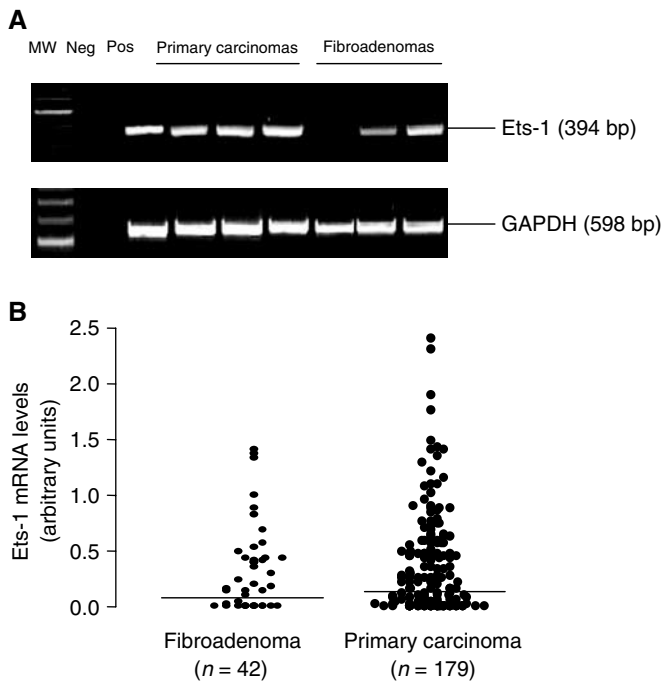 A
MW Neg Pos Primary carcinomas Fibroadenomas
Ets-1 (394 bp)
GAPDH (598 bp)
B
Ets-1 mRNA levels
(arbitrary units)
2.5
2.0
1.5
1.0
0.5
0.0
Fibroadenoma Primary carcinoma
(n = 42) (n = 179)